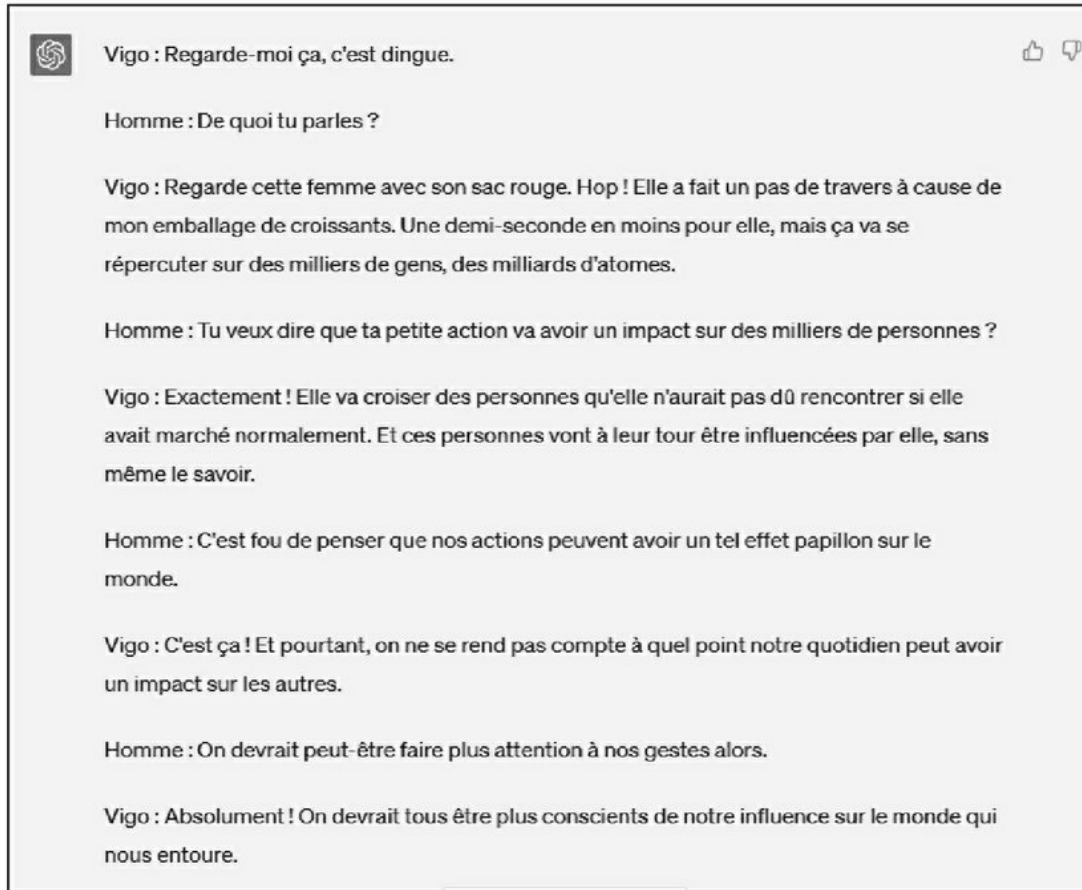 Vigo : Regarde-moi ça, c'est dingue.
Homme : De quoi tu parles ?
Vigo : Regarde cette femme avec son sac rouge. Hop ! Elle a fait un pas de travers à cause de
mon emballage de croissants. Une demi-seconde en moins pour elle, mais ça va se
répercuter sur des milliers de gens, des milliards d'atomes.
Homme : Tu veux dire que ta petite action va avoir un impact sur des milliers de personnes ?
Vigo : Exactement ! Elle va croiser des personnes qu'elle n'aurait pas dû rencontrer si elle
avait marché normalement. Et ces personnes vont à leur tour être influencées par elle, sans
même le savoir.
Homme : C'est fou de penser que nos actions peuvent avoir un tel effet papillon sur le
monde.
Vigo : C'est ça ! Et pourtant, on ne se rend pas compte à quel point notre quotidien peut avoir
un impact sur les autres.
Homme : On devrait peut-être faire plus attention à nos gestes alors.
Vigo : Absolument ! On devrait tous être plus conscients de notre influence sur le monde qui
nous entoure.